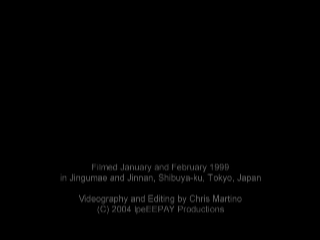 Filmed January and February 1999
in Jingumae and Jinnan, Shibuya-ku, Tokyo, Japan
Videography and Editing by Chris Martino
(C) 2004 IpeEEPAY Productions